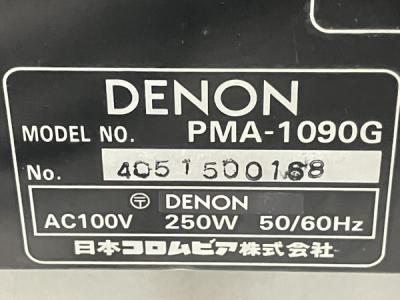 DENON
MODEL NO. PMA-1090G
No. 4051500188
〒 DENON
AC100V 250W 50/60Hz
日本コロムビア株式会社